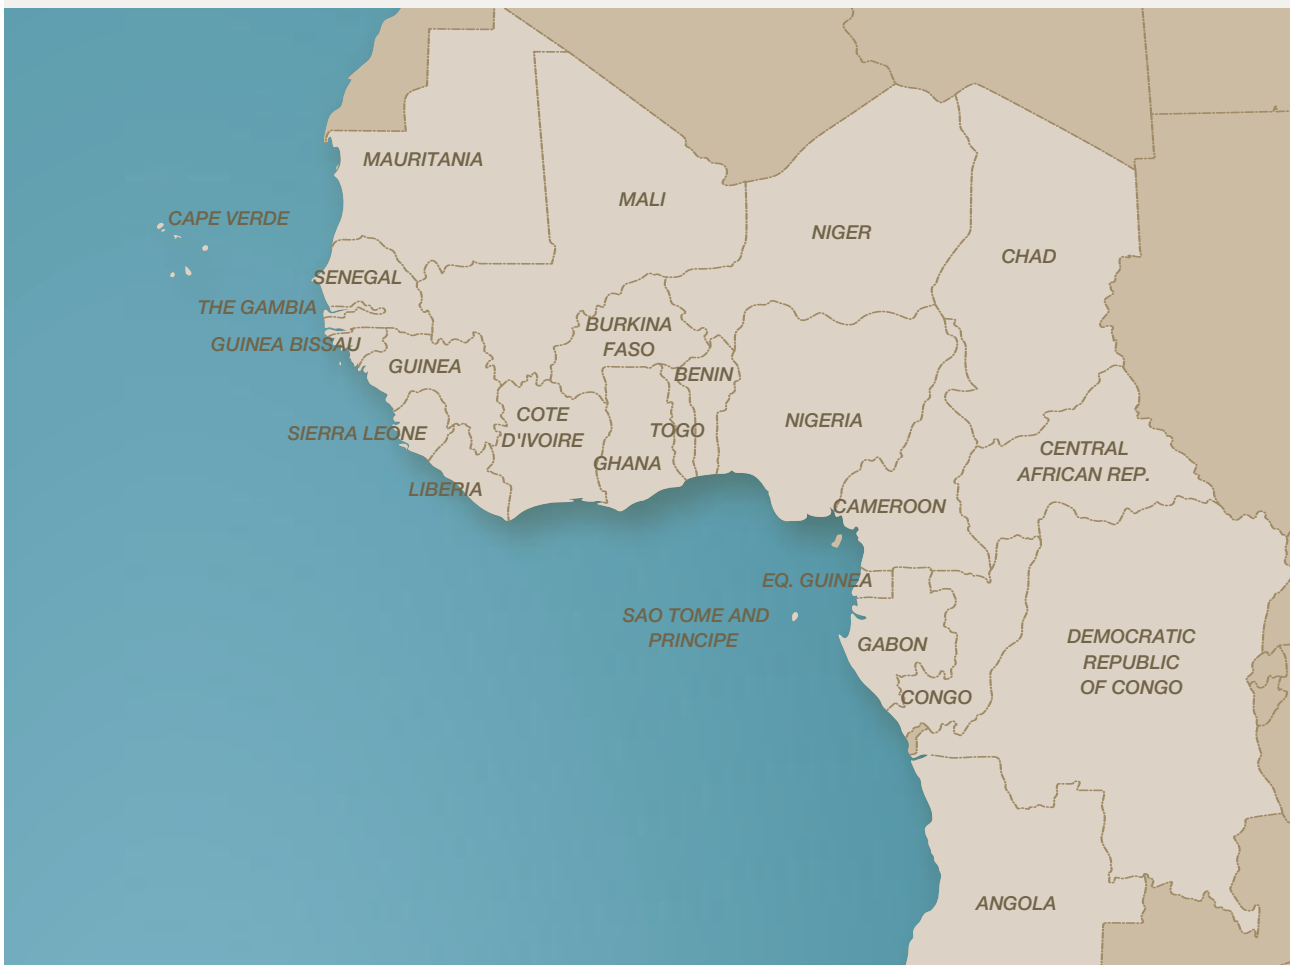 MAURITANIA
MALI
CAPE VERDE
NIGER
CHAD
SENEGAL
THE GAMBIA
BURKINA
FASO
GUINEA BISSAU
GUINEA
BENIN
COTE
D'IVOIRE
NIGERIA
TOGO
SIERRA LEONE
CENTRAL
AFRICAN REP.
GHANA
LIBERIA
CAMEROON
EQ. GUINEA
SAO TOME AND
PRINCIPE
GABON
DEMOCRATIC
REPUBLIC
OF CONGO
CONGO
ANGOLA